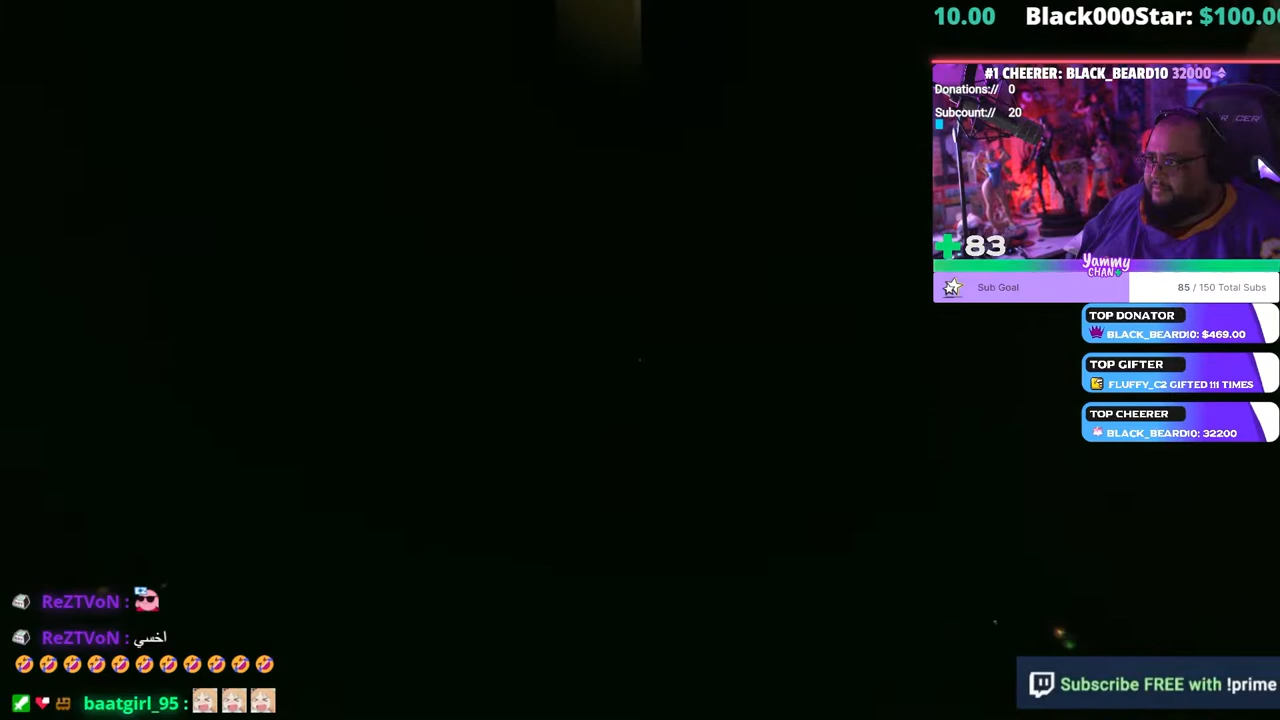 10.00 Black000Star: $100.0
#1 CHEERER: BLACK_BEARD10 32000
Donations:// 0
Subcount:// 20
+83
Yammy
CHAN+
Sub Goal 85 / 150 Total Subs
TOP DONATOR
BLACK_BEARD10: $469.00
TOP GIFTER
FLUFFY_C2 GIFTED 111 TIMES
TOP CHEERER
BLACK_BEARD10: 32200
ReZTVoN :
ReZTVoN : اخسي
baatgirl_95 :
Subscribe FREE with !prime